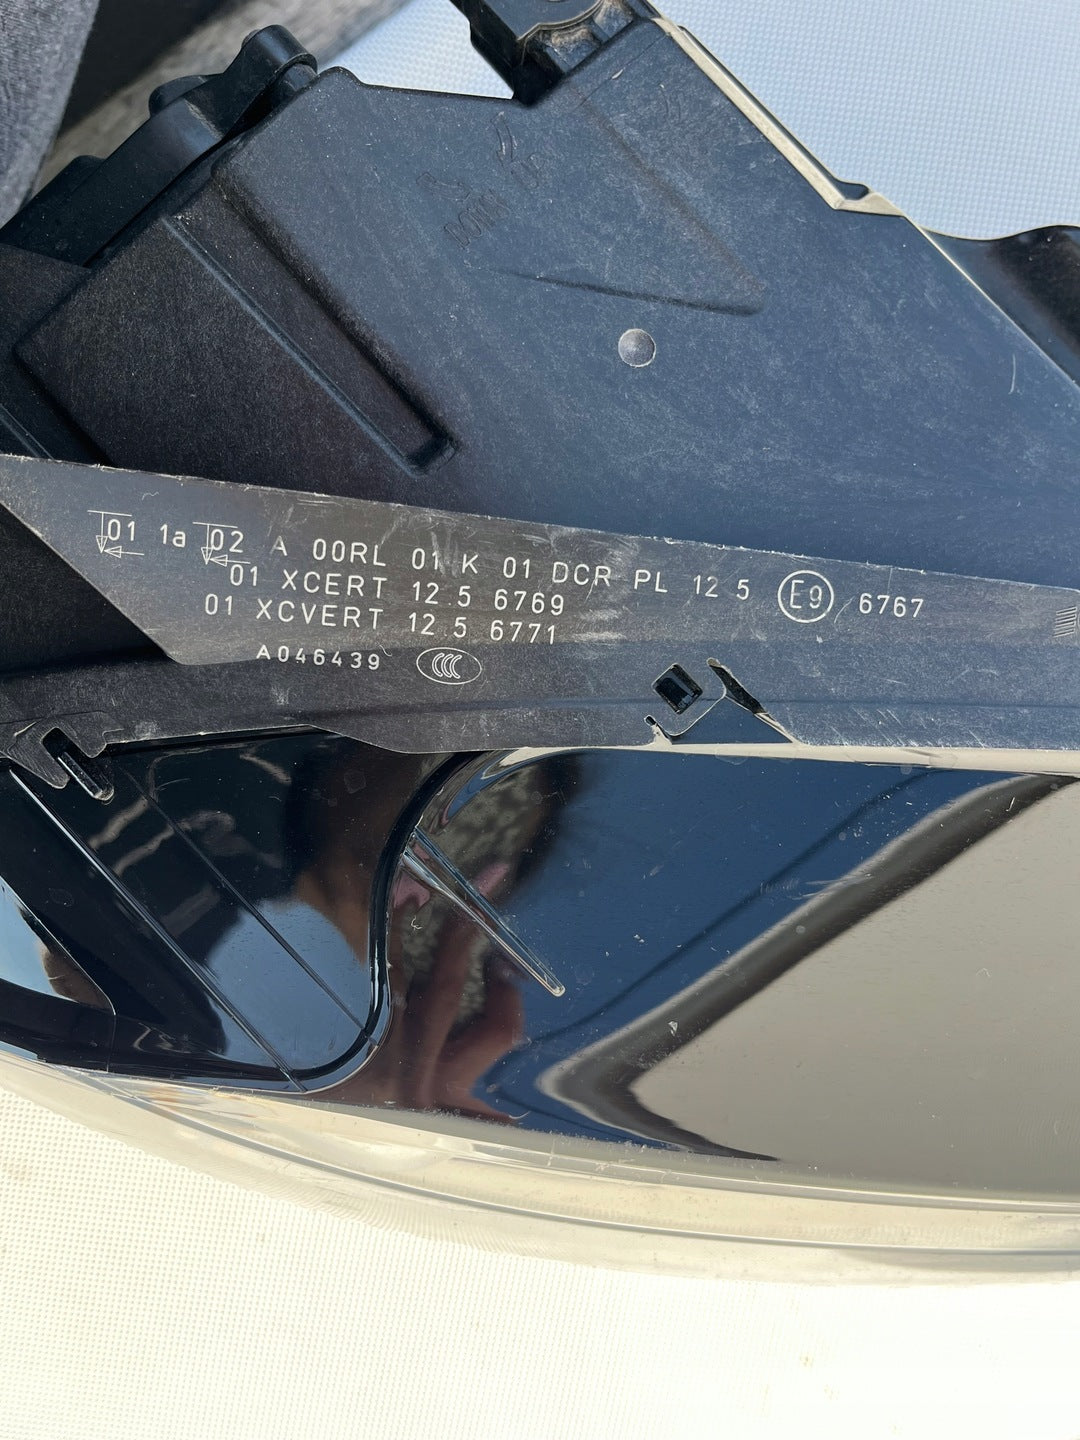 01 1a 02 A 00RL 01 K 01 DCR PL 12 5 E9 6767
01 XCERT 12 5 6769
01 XCVERT 12 5 6771
A046439 CCC